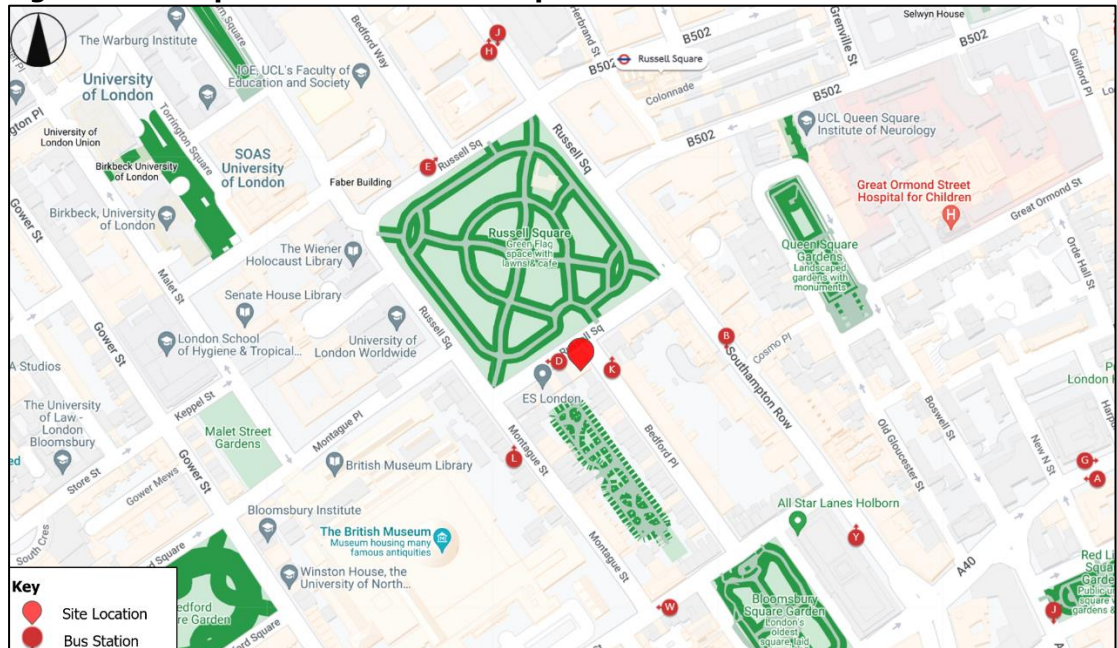 The Warburg Institute
University
of London
IOE, UCL's Faculty of
Education and Society
Bedford Way
Herbrand St
B502
Russell Square
Colonnade
B502
Grenville St
Selwyn House
B502
Guilford Pl
J
H
University of
London Union
Torrington Square
Birkbeck University
of London
SOAS
University
of London
Faber Building
E
Russell Sq
Russell Sq
B502
UCL Queen Square
Institute of Neurology
Great Ormond Street
Hospital for Children
H
Great Ormond St
Gower St
Birkbeck, University
of London
Malet St
The Wiener
Holocaust Library
Russell Square
Green Flag
space with
lawns & cafe
Queen Square
Gardens
Landscaped
gardens with
monuments
Orde Hall St
Senate House Library
London School
of Hygiene & Tropical...
University of
London Worldwide
Russell Sq
Russell Sq
D
K
B
Cosmo Pl
Southampton Row
Gower St
A Studios
Keppel St
ES London
The University
of Law -
London
Bloomsbury
Malet Street
Gardens
Montague Pl
Montague St
Bedford Pl
Old Gloucester St
Boswell St
New N St
L
G
A
Store St
Gower Mews
Gower St
British Museum Library
Bloomsbury Institute
All Star Lanes Holborn
The British Museum
Museum housing many
famous antiquities
Y
South Cres
Winston House, the
University of North...
Montague St
A40
W
Bloomsbury
Square Garden
London's
oldest
square, laid
J
Key
Site Location
Bus Station